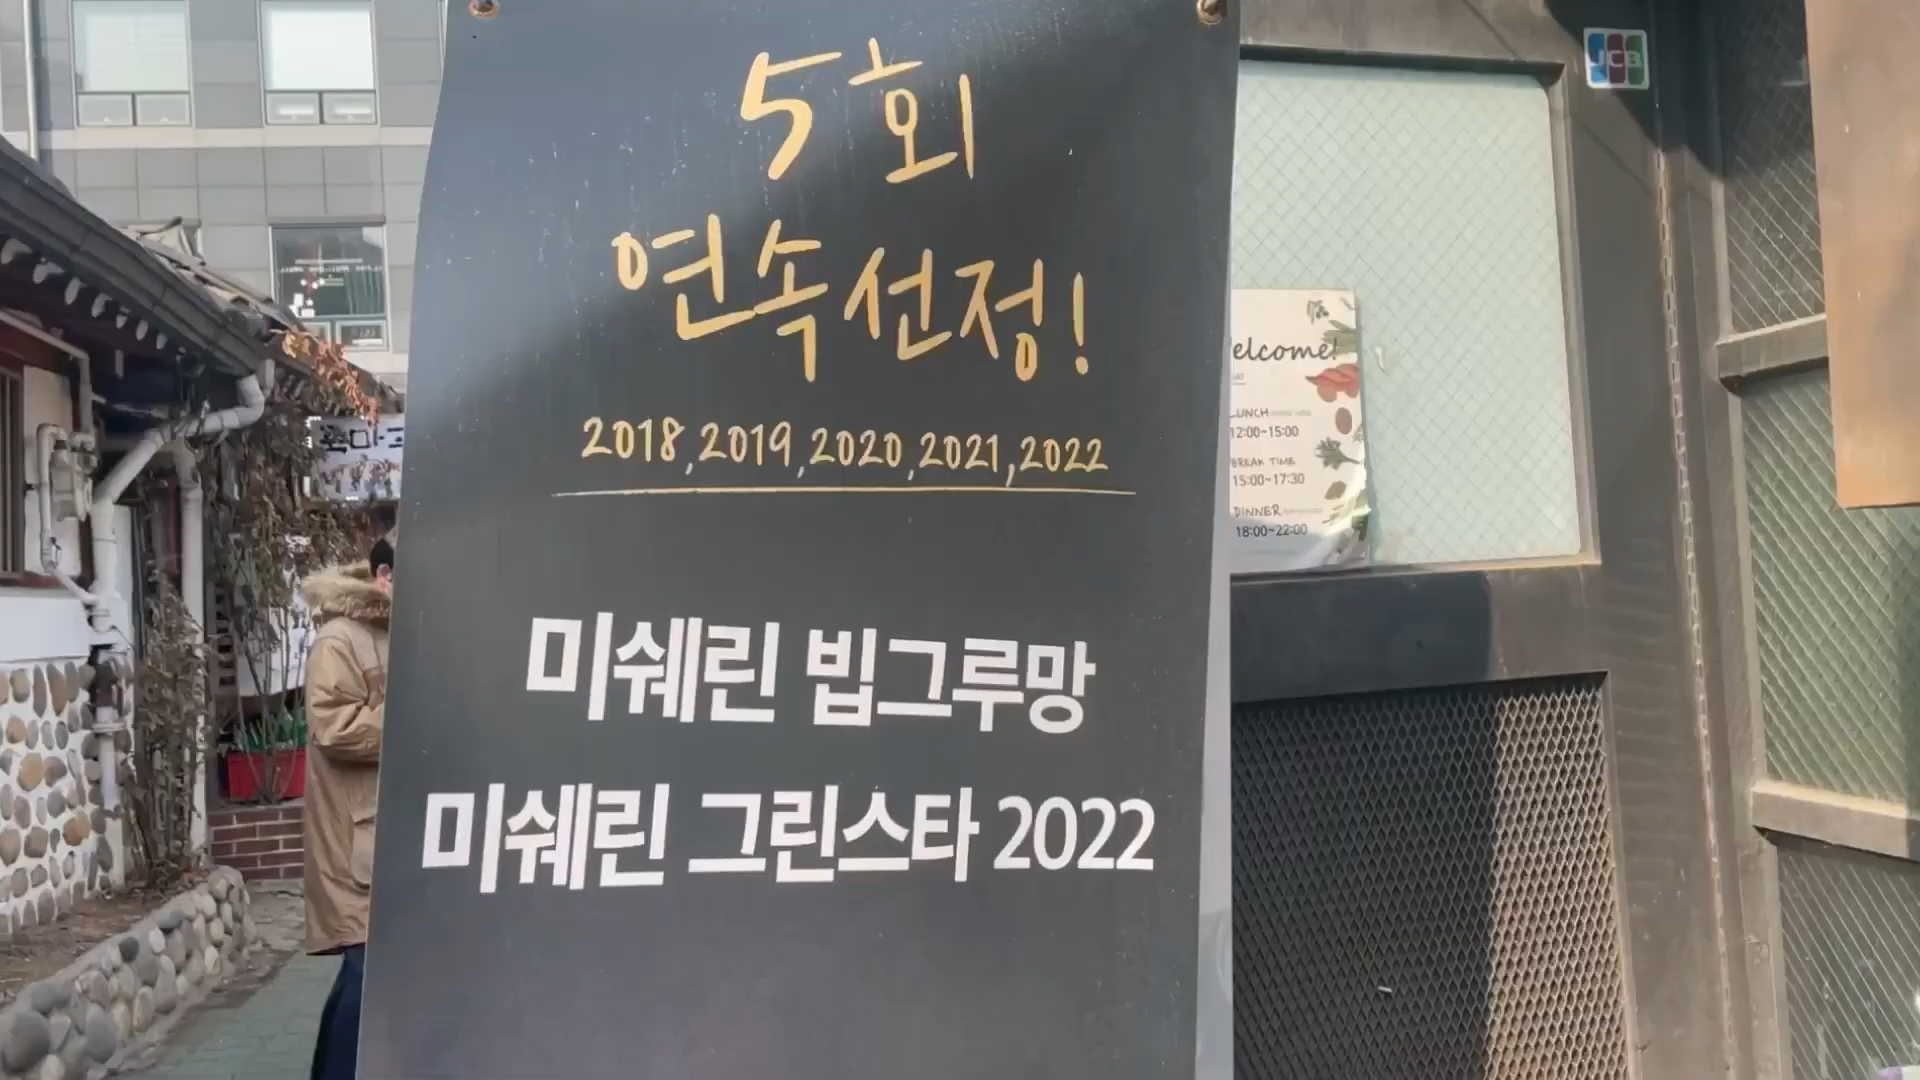 5회
연속선정!
2018,2019,2020,2021,2022
미쉐린 빕그루망
미쉐린 그린스타 2022
JCB
elcome!
LUNCH
12:00~15:00
BREAK TIME
15:00~17:30
DINNER
18:00~22:00